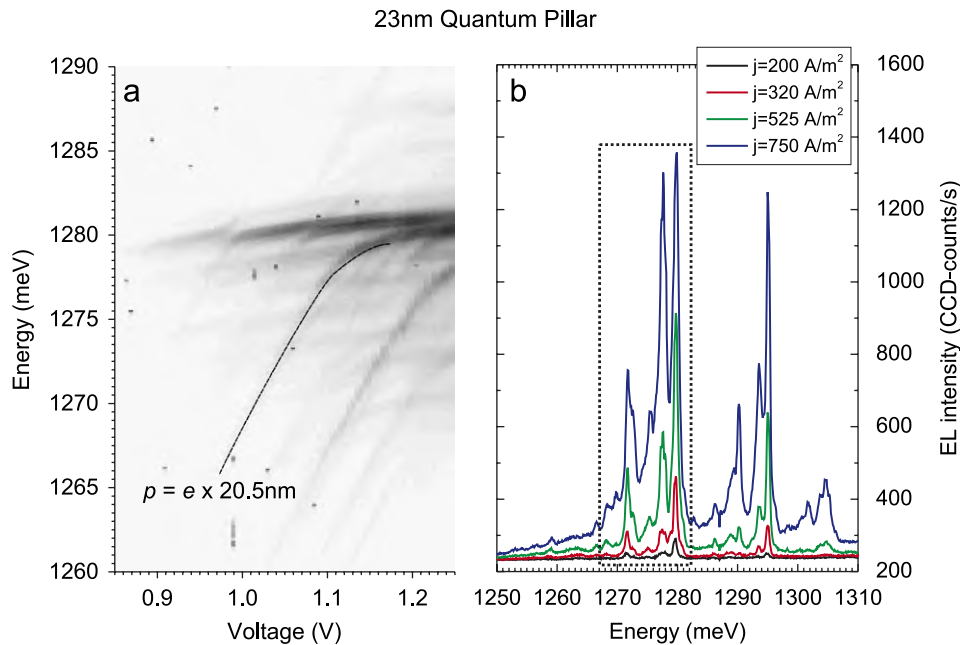 23nm Quantum Pillar
a
1290
1285
1280
1275
1270
1265
1260
Energy (meV)
p = e x 20.5nm
0.9
1.0
1.1
1.2
Voltage (V)
b
j=200 A/m²
j=320 A/m²
j=525 A/m²
j=750 A/m²
1600
1400
1200
1000
800
600
400
200
EL intensity (CCD-counts/s)
1250
1260
1270
1280
1290
1300
1310
Energy (meV)